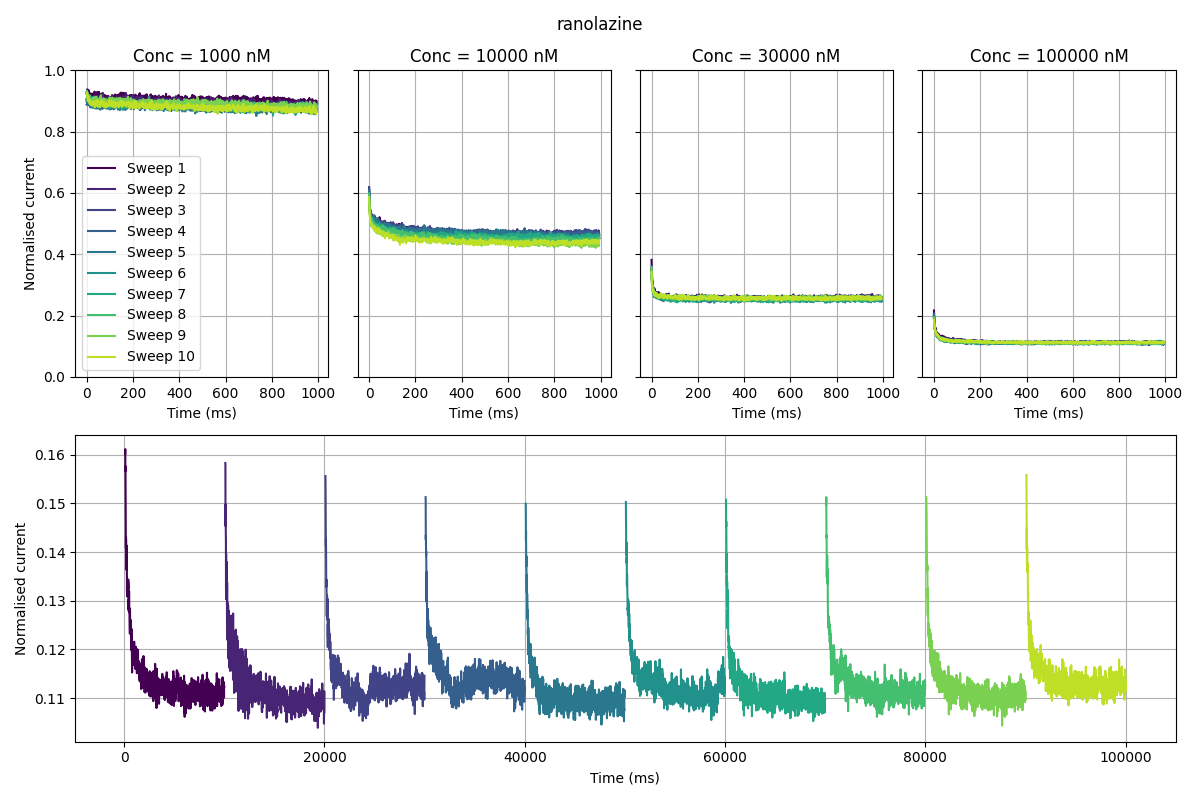 ranolazine
Conc = 1000 nM
Conc = 10000 nM
Conc = 30000 nM
Conc = 100000 nM
Normalised current
1.0
0.8
0.6
0.4
0.2
0.0
Sweep 1
Sweep 2
Sweep 3
Sweep 4
Sweep 5
Sweep 6
Sweep 7
Sweep 8
Sweep 9
Sweep 10
0 200 400 600 800 1000
0 200 400 600 800 1000
0 200 400 600 800 1000
0 200 400 600 800 1000
Time (ms)
Time (ms)
Time (ms)
Time (ms)
Normalised current
0.16
0.15
0.14
0.13
0.12
0.11
0 20000 40000 60000 80000 100000
Time (ms)